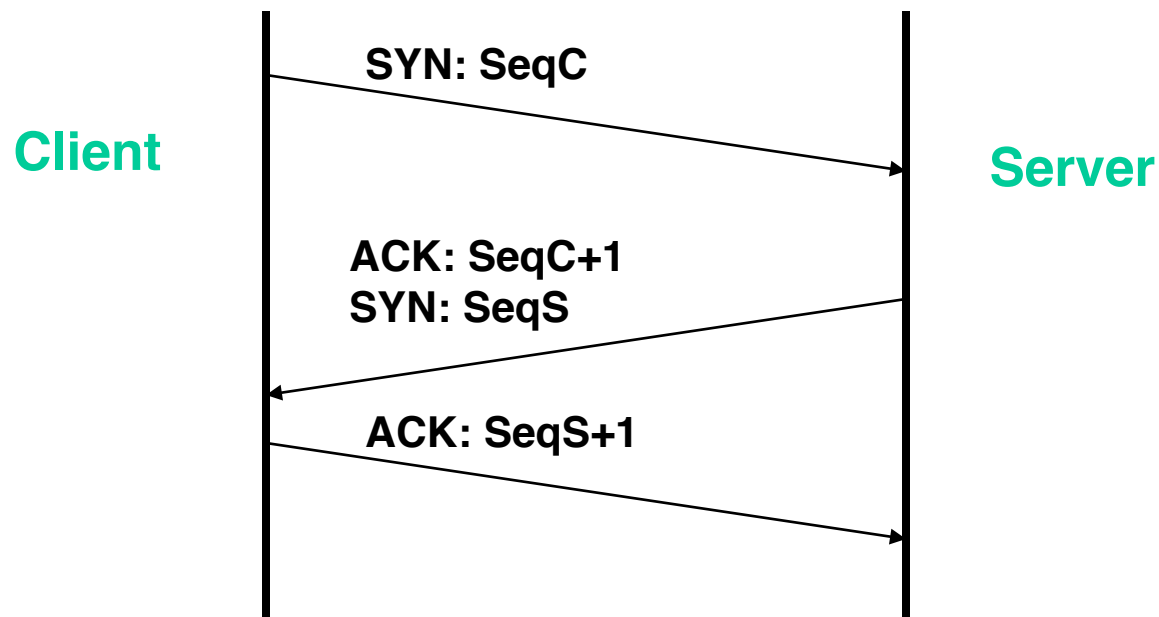 SYN: SeqC
Client
Server
ACK: SeqC+1
SYN: SeqS
ACK: SeqS+1